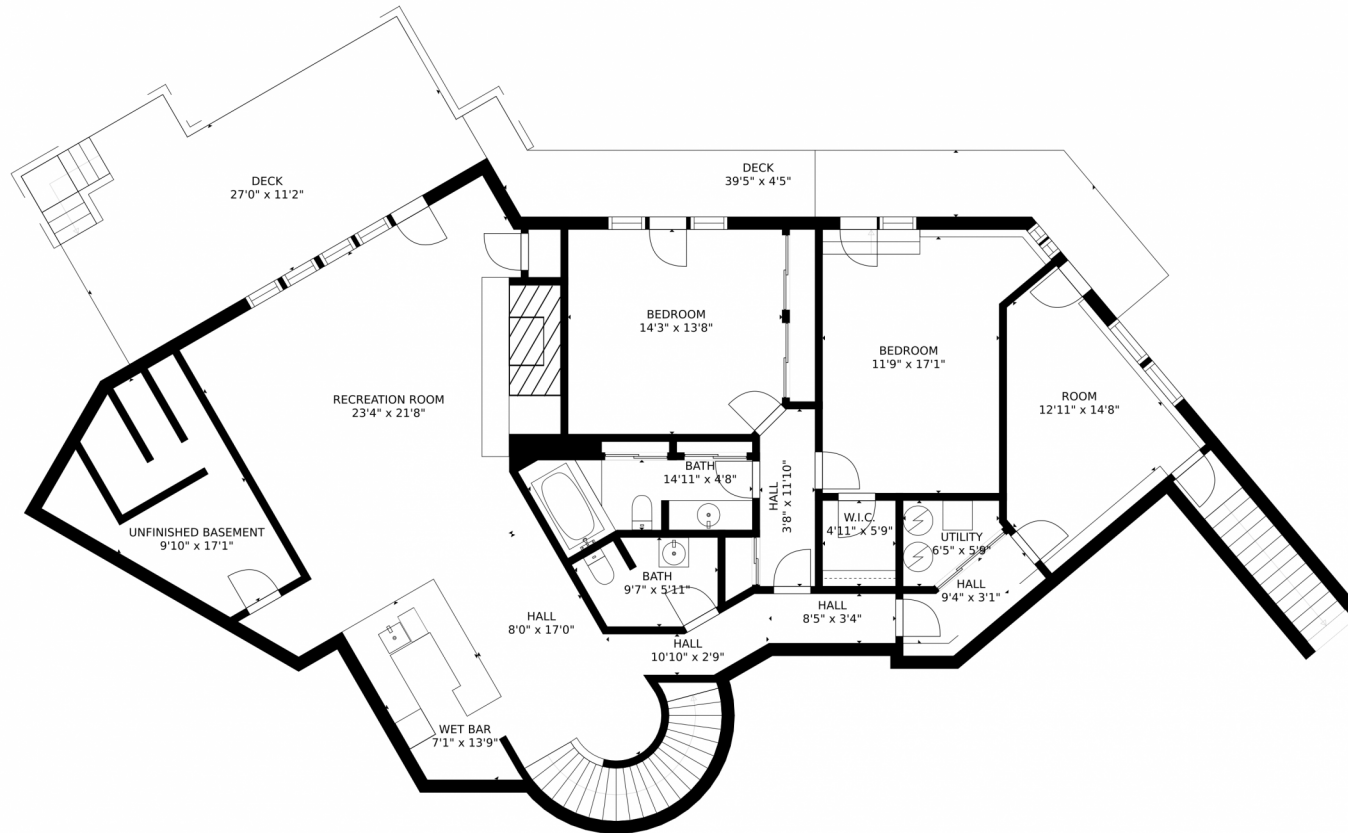 DECK
39'5" x 4'5"
DECK
27'0" x 11'2"
BEDROOM
14'3" x 13'8"
BEDROOM
11'9" x 17'1"
RECREATION ROOM
23'4" x 21'8"
ROOM
12'11" x 14'8"
BATH
14'11" x 4'8"
HALL
3'8" x 11'10"
W.I.C.
4'11" x 5'9"
UNFINISHED BASEMENT
9'10" x 17'1"
UTILITY
6'5" x 5'9"
BATH
9'7" x 5'11"
HALL
9'4" x 3'1"
HALL
8'5" x 3'4"
HALL
8'0" x 17'0"
HALL
10'10" x 2'9"
WET BAR
7'1" x 13'9"